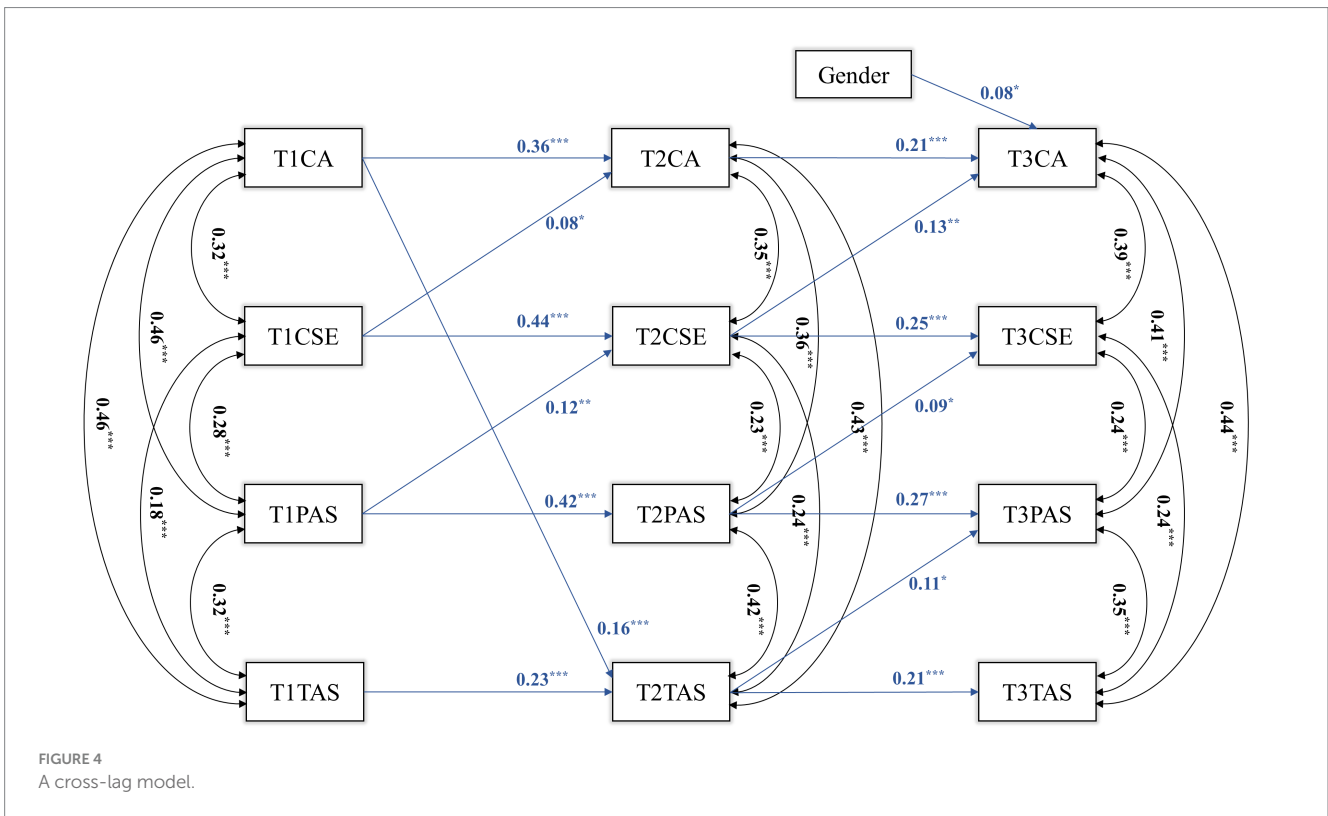 Gender
0.08*
T1CA
0.36***
T2CA
0.21***
T3CA
0.08*
0.13**
0.32***
0.35***
0.39***
T1CSE
0.44***
T2CSE
0.25***
T3CSE
0.46***
0.36***
0.41***
0.46***
0.28***
0.12**
0.23***
0.43***
0.09*
0.24***
0.44***
T1PAS
0.42***
T2PAS
0.27***
T3PAS
0.18***
0.24***
0.24***
0.32***
0.16***
0.42***
0.11*
0.35***
T1TAS
0.23***
T2TAS
0.21***
T3TAS
FIGURE 4
A cross-lag model.